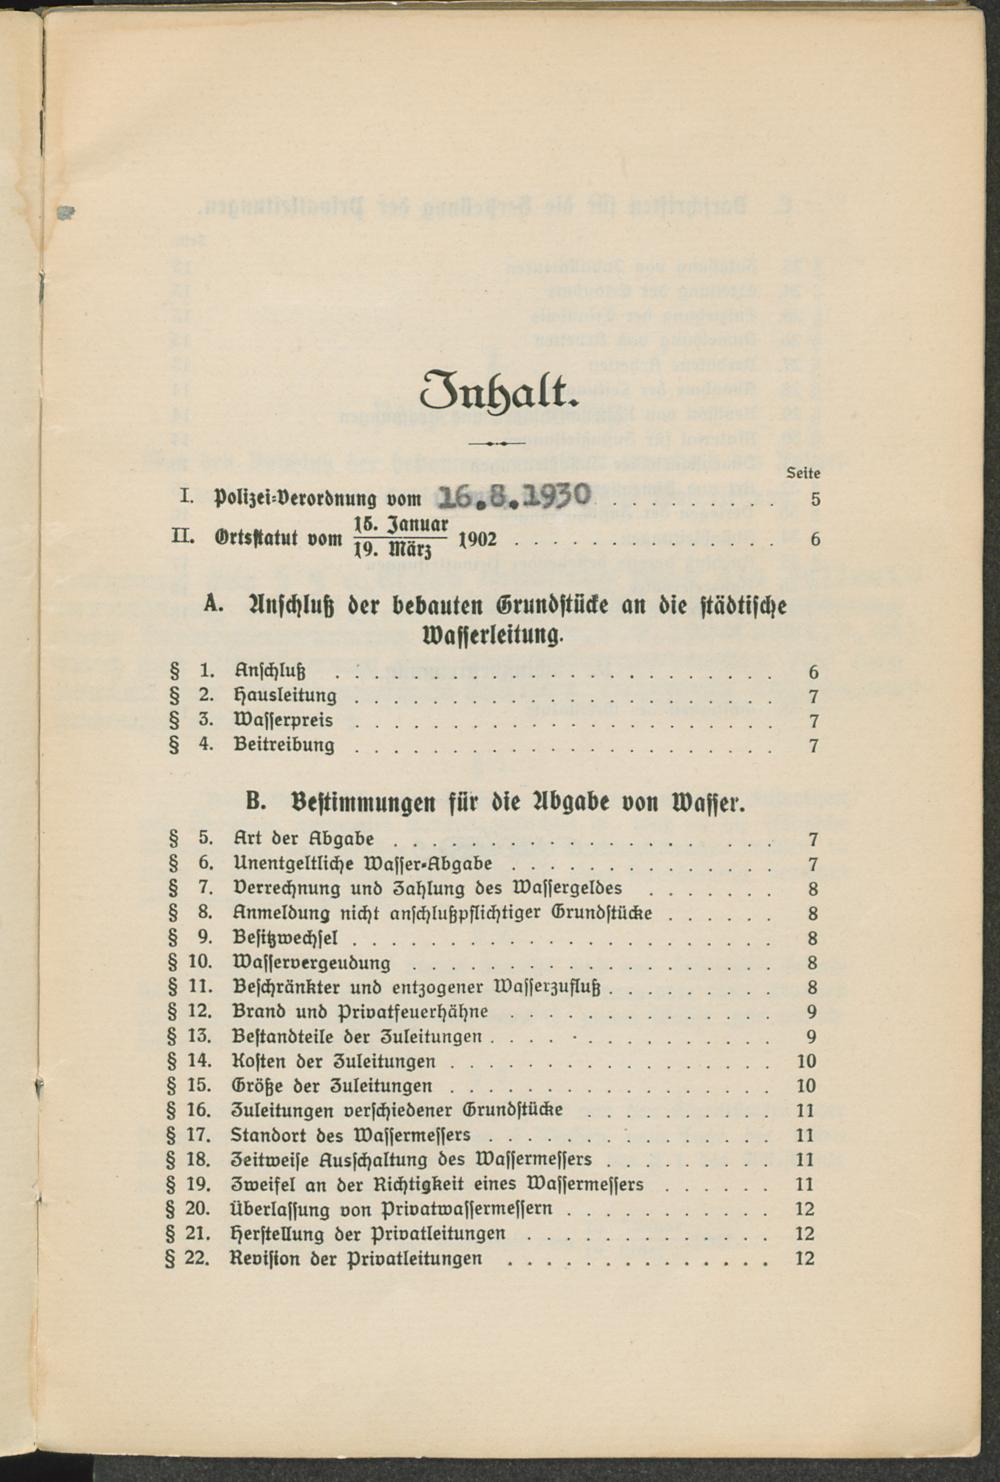 Inhalt.
Seite
I. Polizei-Verordnung vom 16.8.1930 . . . . . . . . . . 5
II. Ortsstatut vom 15. Januar / 19. März 1902 . . . . . . . . . . . . . . 6
A. Anschluß der bebauten Grundstücke an die städtische
Wasserleitung.
§ 1. Anschluß . . . . . . . . . . . . . . . . . . . . . . . 6
§ 2. Hausleitung . . . . . . . . . . . . . . . . . . . . . . 7
§ 3. Wasserpreis . . . . . . . . . . . . . . . . . . . . . . 7
§ 4. Beitreibung . . . . . . . . . . . . . . . . . . . . . . 7
B. Bestimmungen für die Abgabe von Wasser.
§ 5. Art der Abgabe . . . . . . . . . . . . . . . . . . . . 7
§ 6. Unentgeltliche Wasser-Abgabe . . . . . . . . . . . . . . 7
§ 7. Verrechnung und Zahlung des Wassergeldes . . . . . . . 8
§ 8. Anmeldung nicht anschlußpflichtiger Grundstücke . . . . . . 8
§ 9. Besitzwechsel . . . . . . . . . . . . . . . . . . . . . . 8
§ 10. Wasservergeudung . . . . . . . . . . . . . . . . . . . 8
§ 11. Beschränkter und entzogener Wasserzufluß . . . . . . . . . 8
§ 12. Brand und Privatfeuerhähne . . . . . . . . . . . . . . 9
§ 13. Bestandteile der Zuleitungen . . . . . . . . . . . . . . . 9
§ 14. Kosten der Zuleitungen . . . . . . . . . . . . . . . . . 10
§ 15. Größe der Zuleitungen . . . . . . . . . . . . . . . . . 10
§ 16. Zuleitungen verschiedener Grundstücke . . . . . . . . . . 11
§ 17. Standort des Wassermessers . . . . . . . . . . . . . . . 11
§ 18. Zeitweise Ausschaltung des Wassermessers . . . . . . . . . 11
§ 19. Zweifel an der Richtigkeit eines Wassermessers . . . . . . 11
§ 20. Überlassung von Privatwassermessern . . . . . . . . . . . 12
§ 21. Herstellung der Privatleitungen . . . . . . . . . . . . . 12
§ 22. Revision der Privatleitungen . . . . . . . . . . . . . . 12